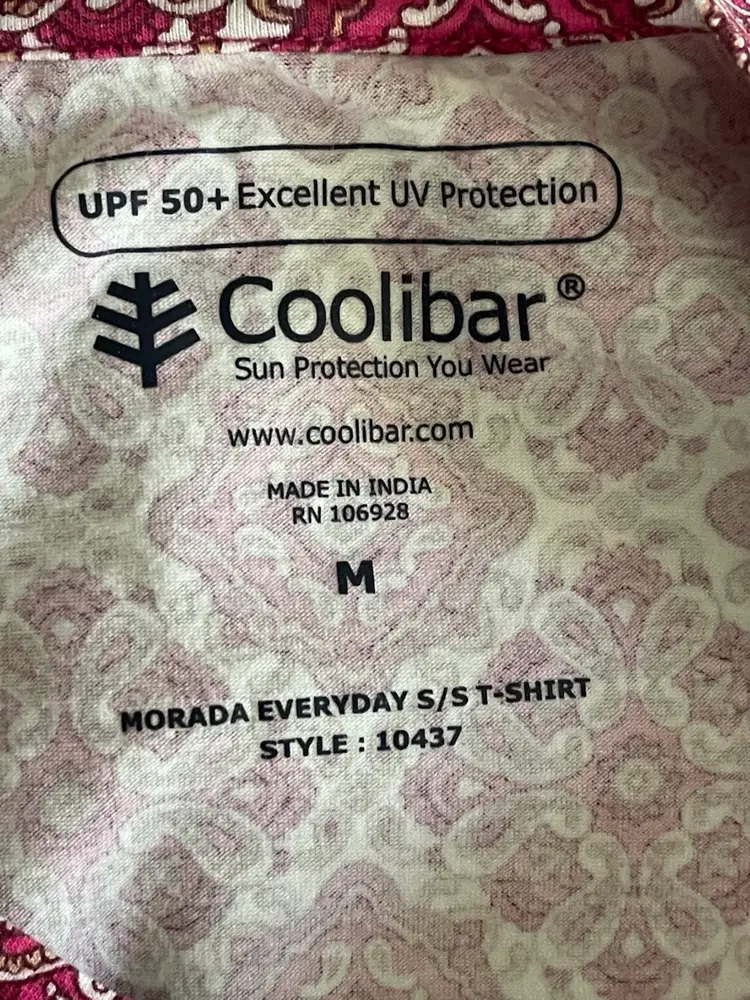 UPF 50+ Excellent UV Protection
Coolibar®
Sun Protection You Wear
www.coolibar.com
MADE IN INDIA
RN 106928
M
MORADA EVERYDAY S/S T-SHIRT
STYLE : 10437